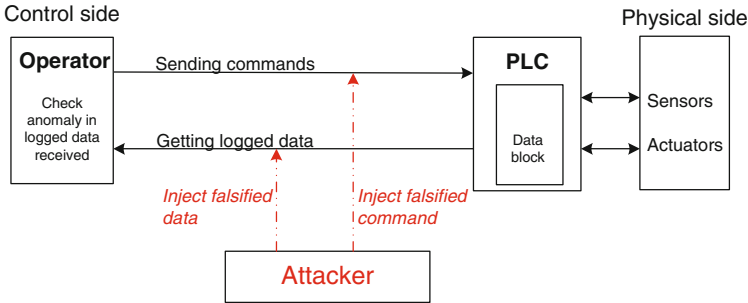 Control side
Physical side
Operator
Check
anomaly in
logged data
received
Sending commands
Getting logged data
PLC
Data
block
Sensors
Actuators
Inject falsified
data
Inject falsified
command
Attacker